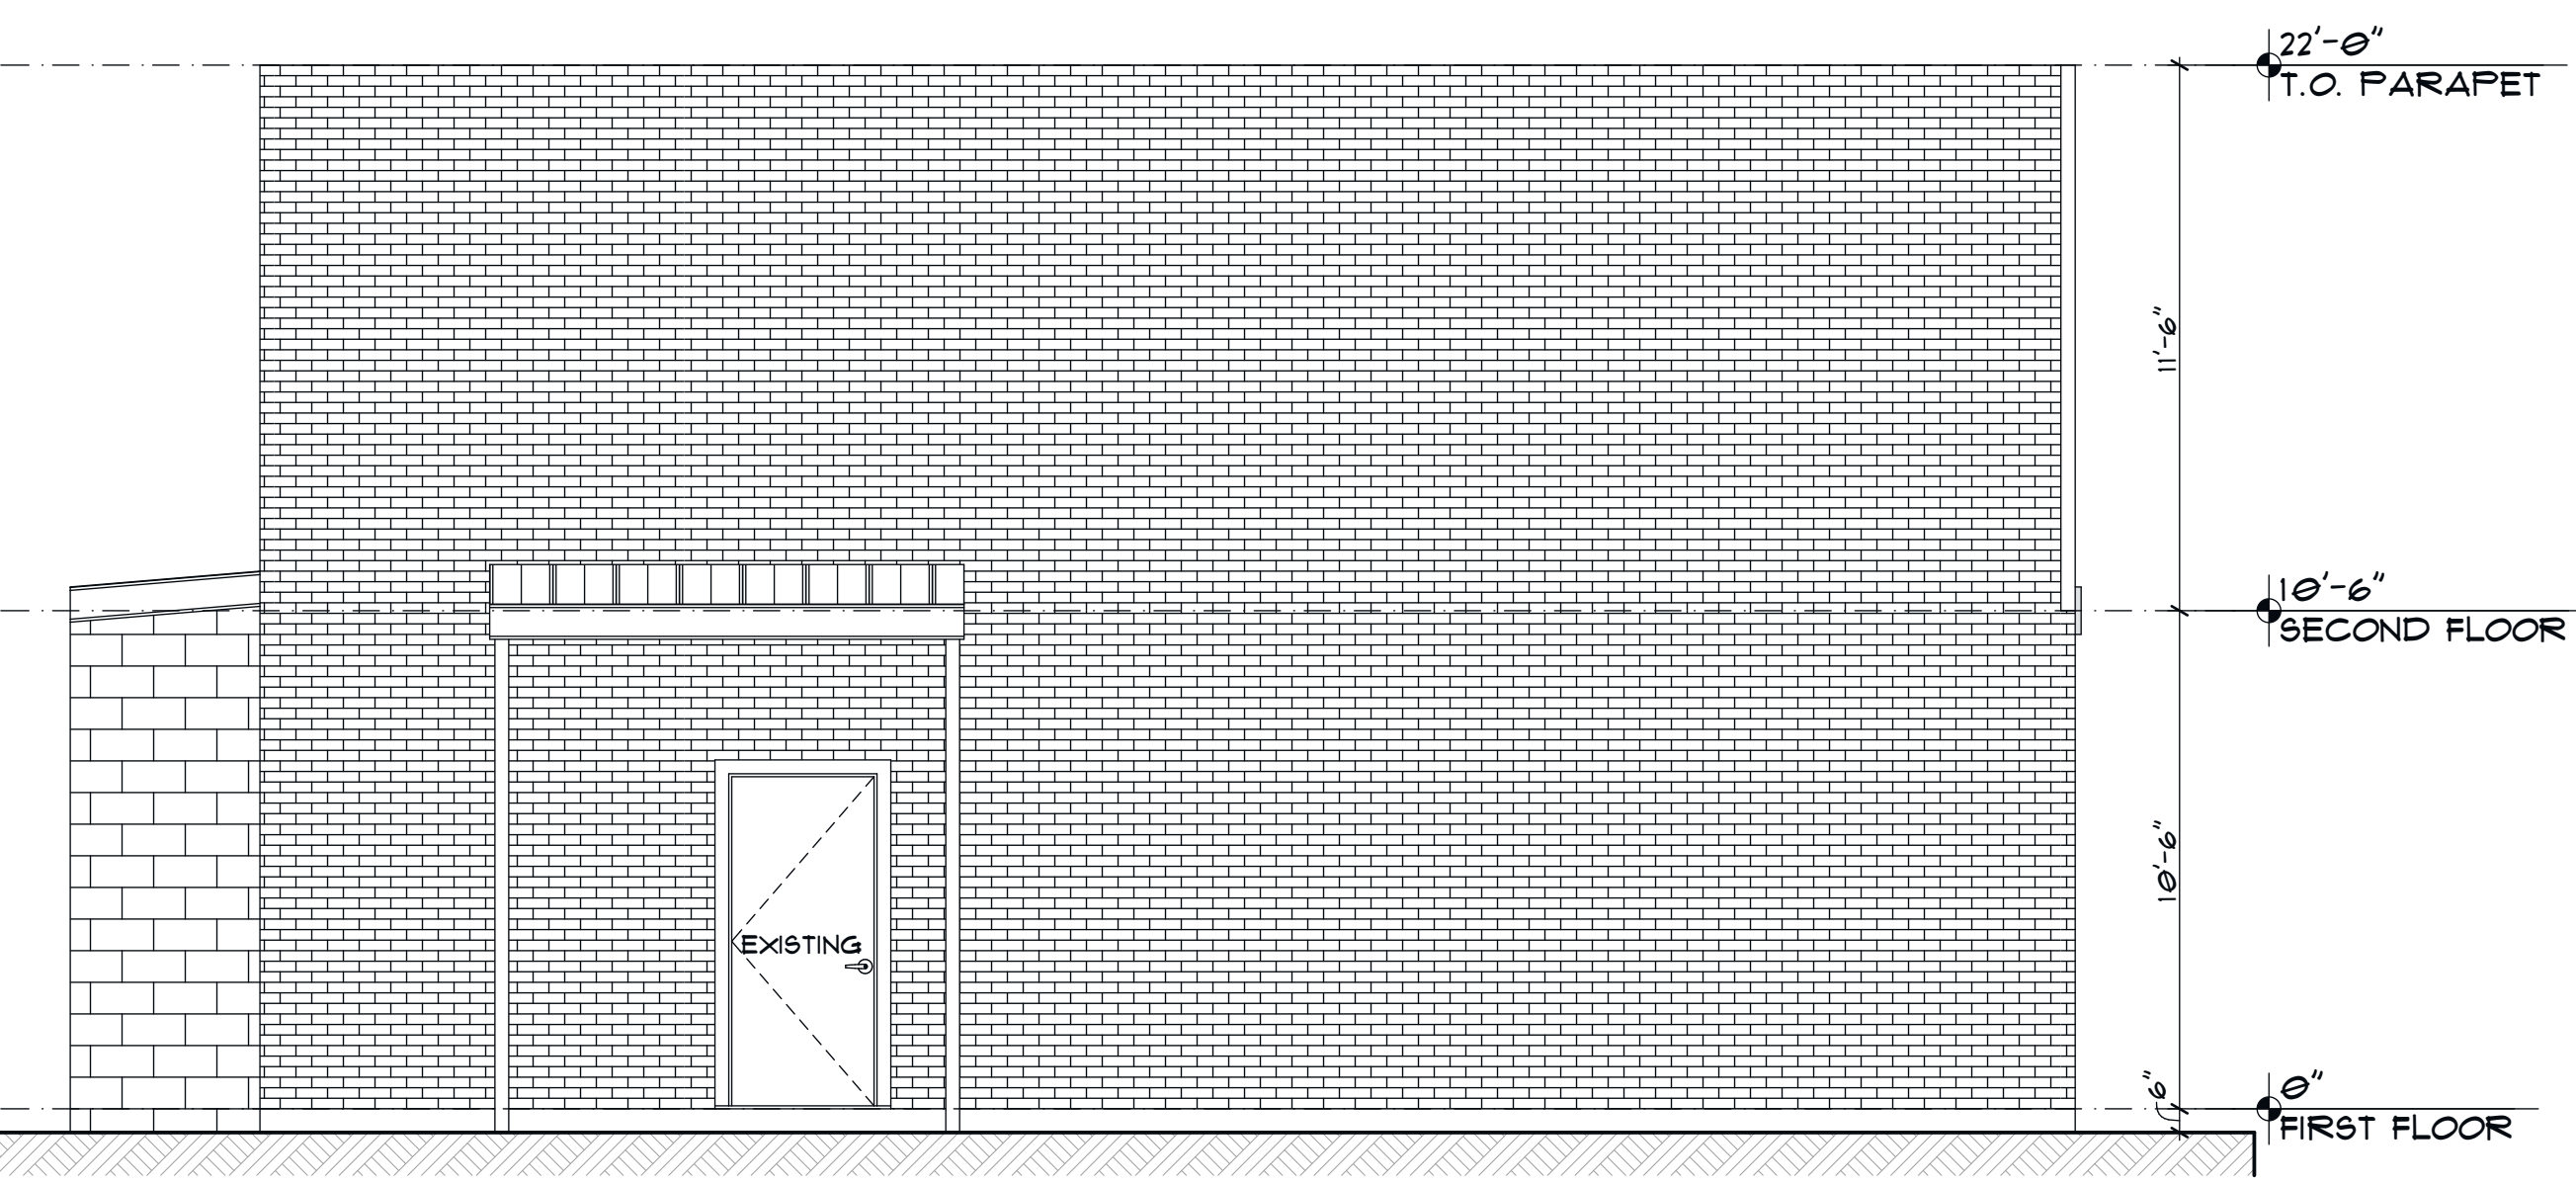 22'-0"
T.O. PARAPET
11'-6"
10'-6"
SECOND FLOOR
10'-6"
EXISTING
6"
0"
FIRST FLOOR